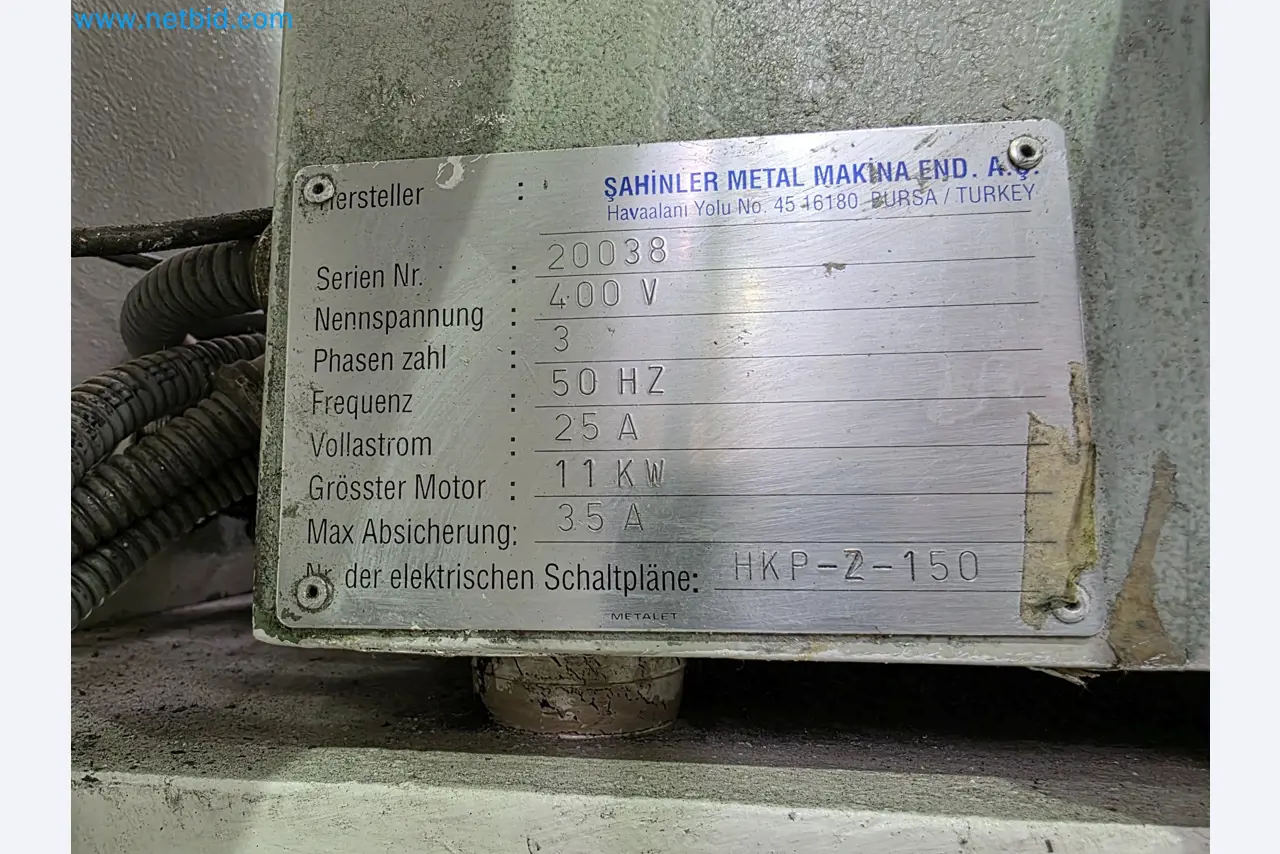 www.netbid.com
Hersteller : ŞAHİNLER METAL MAKİNA END. A.Ş.
Havaalanı Yolu No. 45 16180 BURSA / TURKEY
Serien Nr. : 20038
Nennspannung : 400 V
Phasen zahl : 3
Frequenz : 50 HZ
Vollastrom : 25 A
Grösster Motor : 11 KW
Max Absicherung: 35 A
Nr. der elektrischen Schaltpläne: HKP-Z-150
METALET